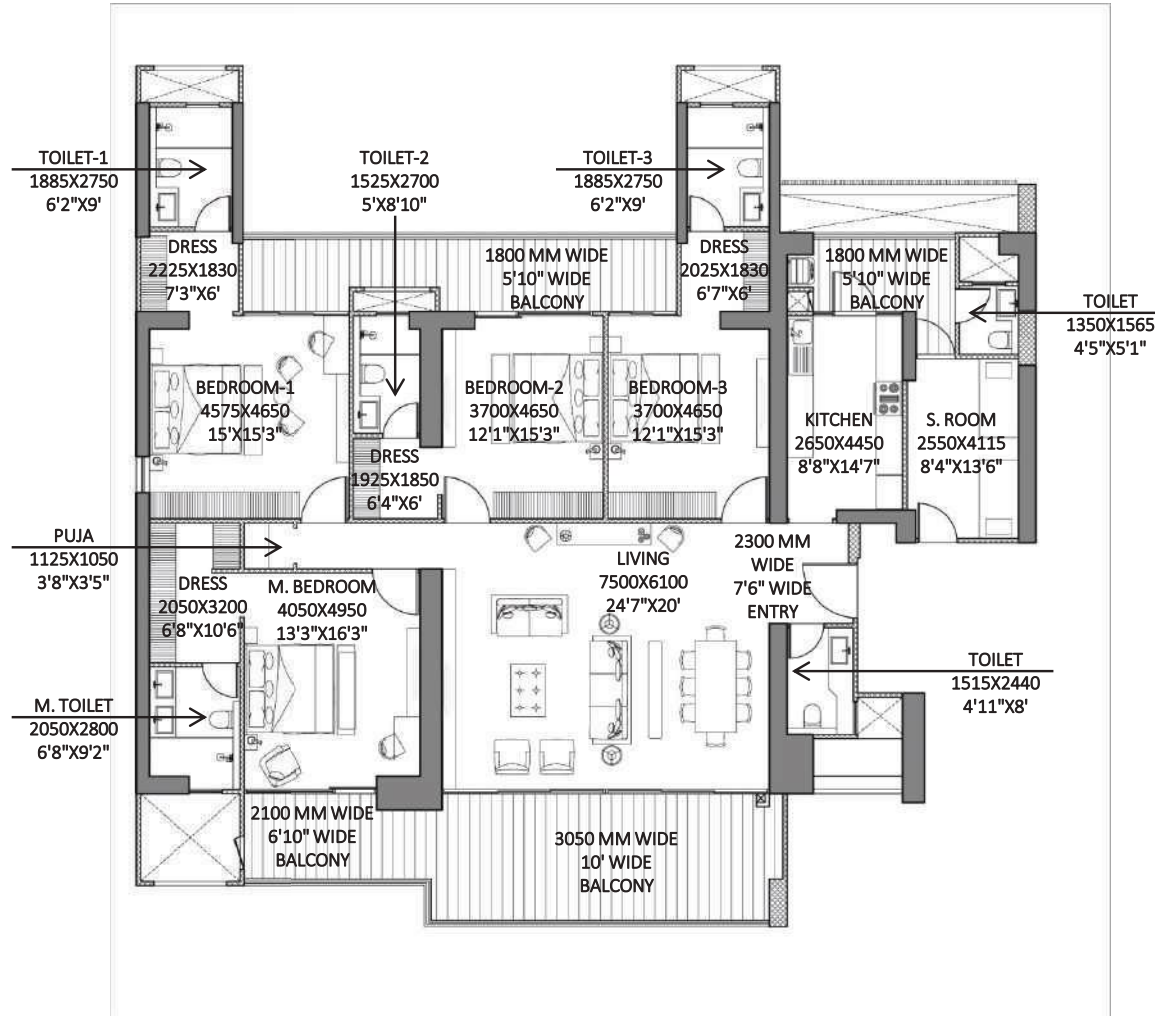 TOILET-1
1885X2750
6'2"X9'
TOILET-2
1525X2700
5'X8'10"
TOILET-3
1885X2750
6'2"X9'
DRESS
2225X1830
7'3"X6'
1800 MM WIDE
5'10" WIDE
BALCONY
DRESS
2025X1830
6'7"X6'
1800 MM WIDE
5'10" WIDE
BALCONY
TOILET
1350X1565
4'5"X5'1"
BEDROOM-1
4575X4650
15'X15'3"
BEDROOM-2
3700X4650
12'1"X15'3"
BEDROOM-3
3700X4650
12'1"X15'3"
KITCHEN
2650X4450
8'8"X14'7"
S. ROOM
2550X4115
8'4"X13'6"
DRESS
1925X1850
6'4"X6'
PUJA
1125X1050
3'8"X3'5"
DRESS
2050X3200
6'8"X10'6"
M. BEDROOM
4050X4950
13'3"X16'3"
LIVING
7500X6100
24'7"X20'
2300 MM
WIDE
7'6" WIDE
ENTRY
TOILET
1515X2440
4'11"X8'
M. TOILET
2050X2800
6'8"X9'2"
2100 MM WIDE
6'10" WIDE
BALCONY
3050 MM WIDE
10' WIDE
BALCONY